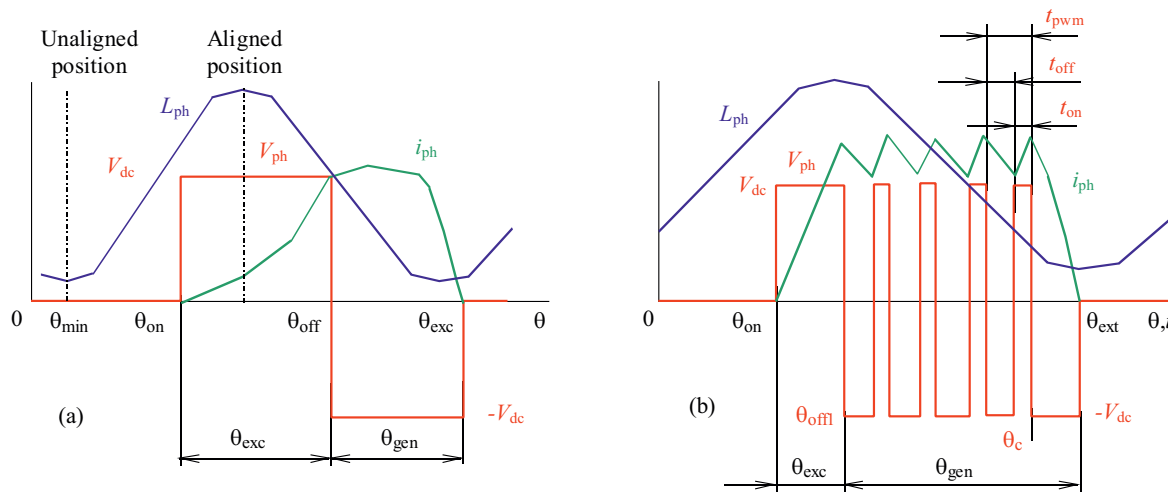 Unaligned
position
Aligned
position
L_ph
V_dc
V_ph
i_ph
0
θ_min
θ_on
θ_off
θ_exc
θ
(a)
-V_dc
θ_exc
θ_gen
t_pwm
t_off
t_on
L_ph
V_ph
V_dc
i_ph
0
θ_on
θ_ext
(b)
θ_offl
θ_c
-V_dc
θ_exc
θ_gen